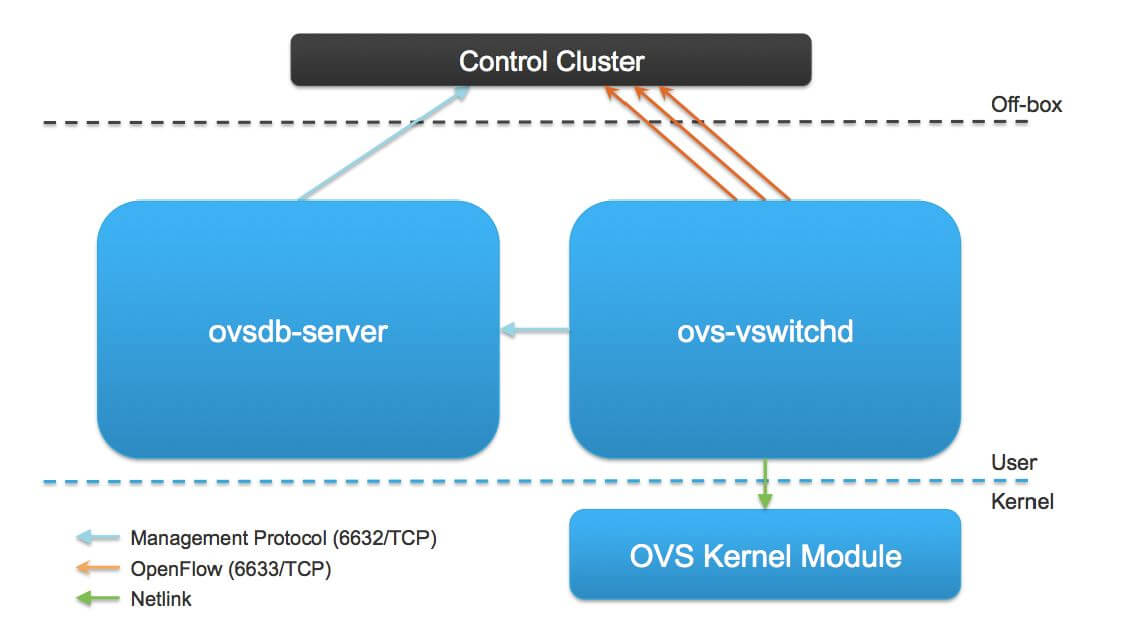 Control Cluster
Off-box
ovsdb-server
ovs-vswitchd
User
Kernel
Management Protocol (6632/TCP)
OpenFlow (6633/TCP)
Netlink
OVS Kernel Module